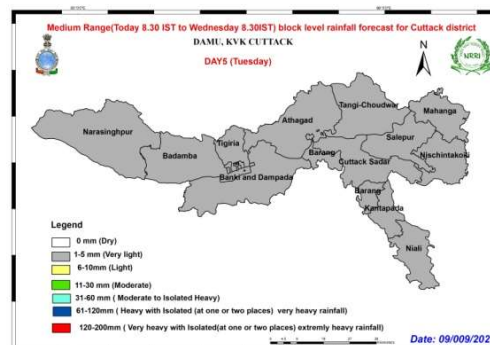 Medium Range(Today 8.30 IST to Wednesday 8.30IST) block level rainfall forecast for Cuttack district
DAMU, KVK CUTTACK
N
NRRI
DAY5 (Tuesday)
Tangi-Choudwar
Mahanga
Athagad
Narasinghpur
Tigiria
Salepur
Badamba
Barang
Nischintakoili
Cuttack Sadar
Banki and Dampada
Barang
Kantapada
Niali
Legend
0 mm (Dry)
1-5 mm (Very light)
6-10mm (Light)
11-30 mm (Moderate)
31-60 mm ( Moderate to Isolated Heavy)
61-120mm ( Heavy with Isolated (at one or two places) very heavy rainfall)
120-200mm ( Very heavy with Isolated(at one or two places) extremly heavy rainfall)
Date: 09/009/202